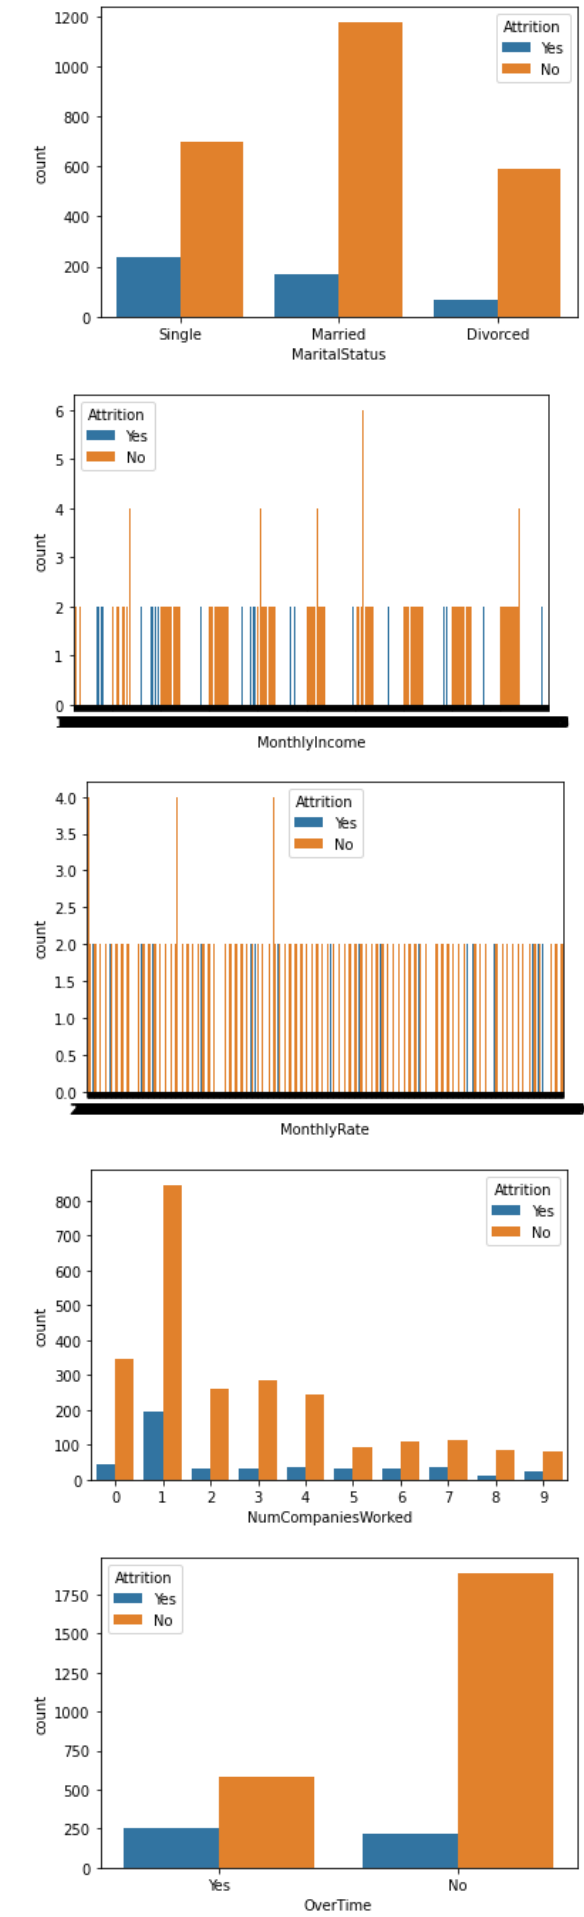 1200
1000
800
600
400
200
0
count
Attrition
Yes
No
Single Married Divorced
MaritalStatus
6
5
4
3
2
1
0
count
Attrition
Yes
No
MonthlyIncome
4.0
3.5
3.0
2.5
2.0
1.5
1.0
0.5
0.0
count
Attrition
Yes
No
MonthlyRate
800
700
600
500
400
300
200
100
0
count
Attrition
Yes
No
0 1 2 3 4 5 6 7 8 9
NumCompaniesWorked
1750
1500
1250
1000
750
500
250
0
count
Attrition
Yes
No
Yes No
OverTime